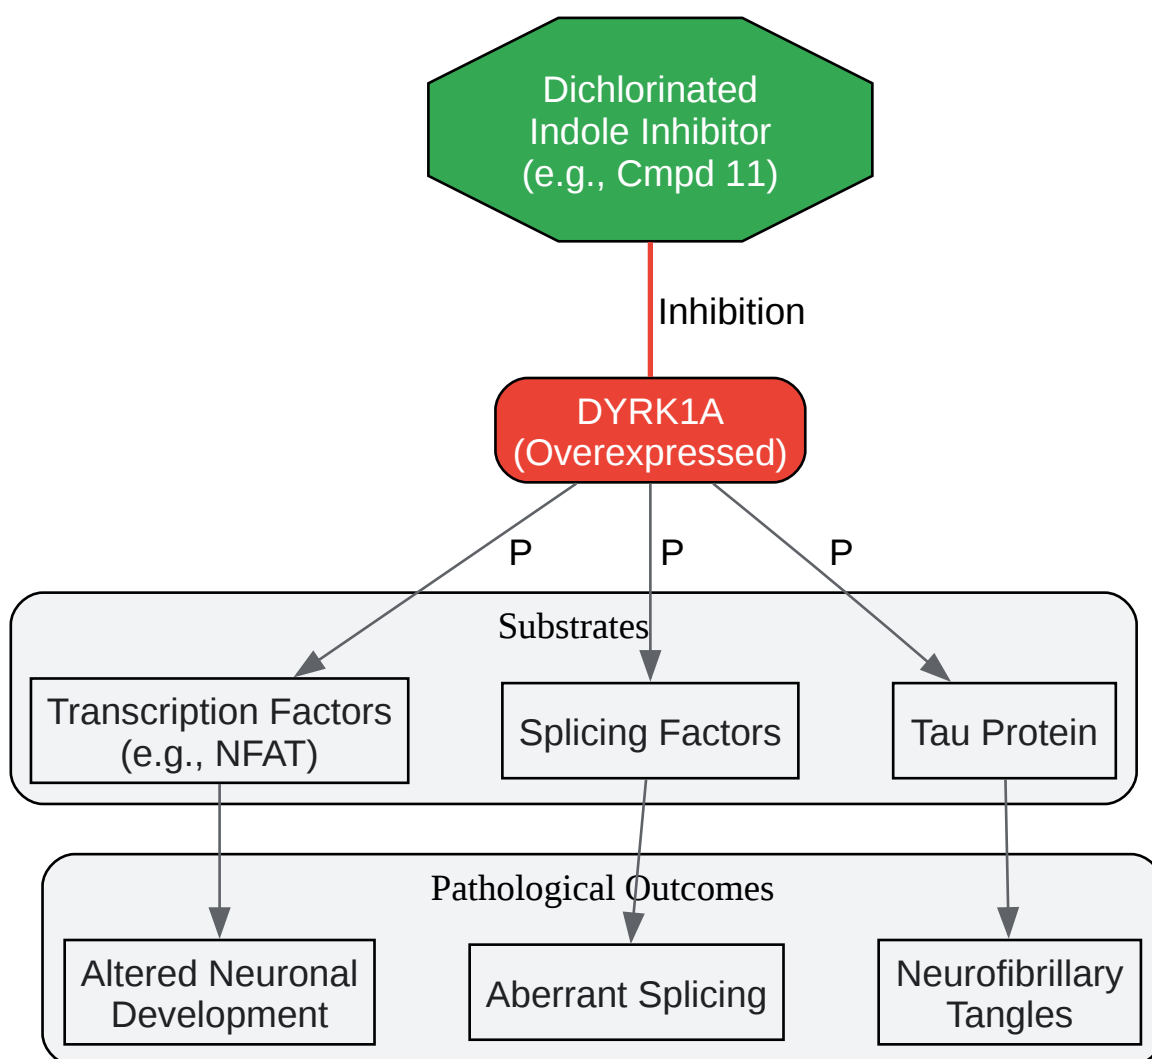 Dichlorinated
Indole Inhibitor
(e.g., Cmpd 11)
Inhibition
DYRK1A
(Overexpressed)
P
P
P
Substrates
Transcription Factors
(e.g., NFAT)
Splicing Factors
Tau Protein
Pathological Outcomes
Altered Neuronal
Development
Aberrant Splicing
Neurofibrillary
Tangles